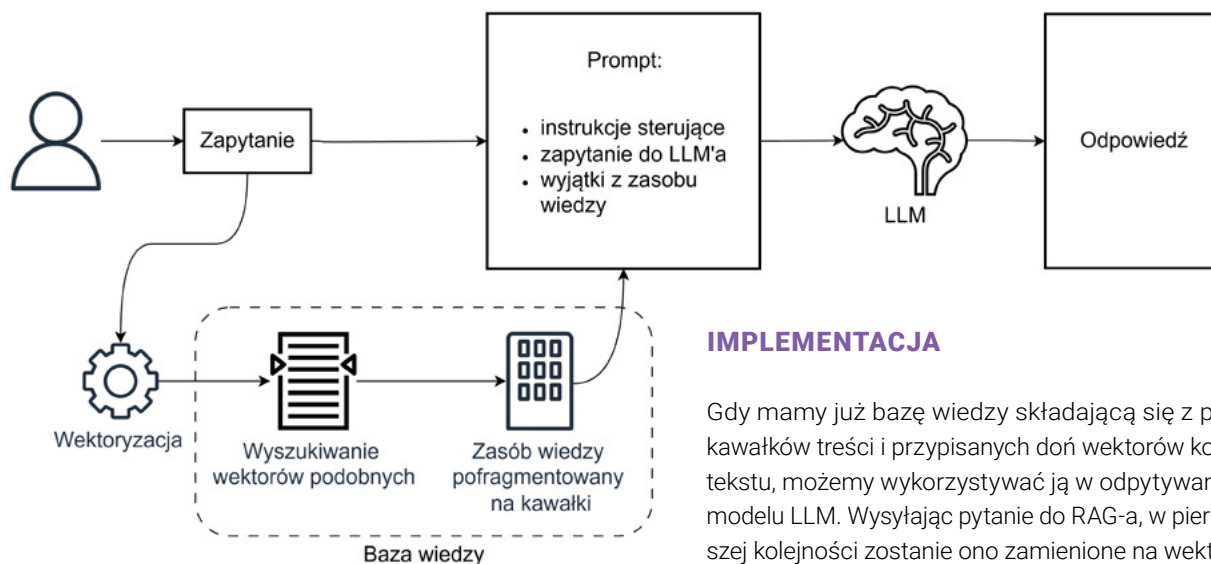 Zapytanie
Prompt:
• instrukcje sterujące
• zapytanie do LLM'a
• wyjątki z zasobu
wiedzy
LLM
Odpowiedź
Wektoryzacja
Wyszukiwanie
wektorów podobnych
Zasób wiedzy
pofragmentowany
na kawałki
Baza wiedzy
IMPLEMENTACJA
Gdy mamy już bazę wiedzy składającą się z
kawałków treści i przypisanych doń wektorów
tekstu, możemy wykorzystywać ją w
modelu LLM. Wysyłając pytanie do RAG-a, w
szej kolejności zostanie ono zamienione na